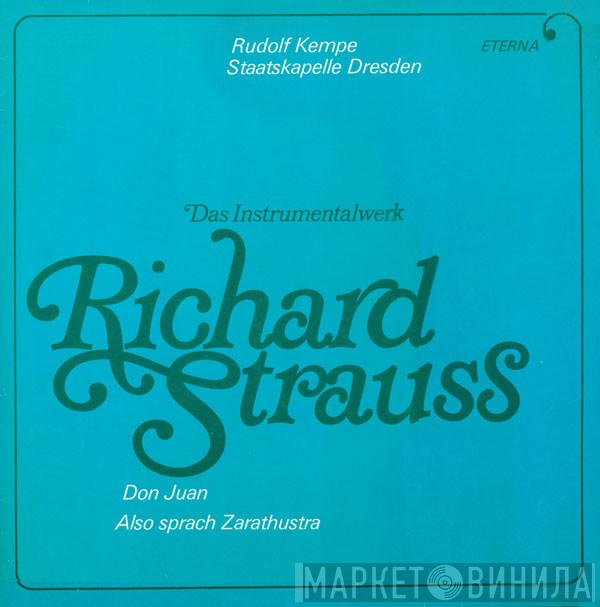 Rudolf Kempe
Staatskapelle Dresden
ETERNA
Das Instrumentalwerk
Richard
Strauss
Don Juan
Also sprach Zarathustra
МАРКЕТ ВИНИЛА